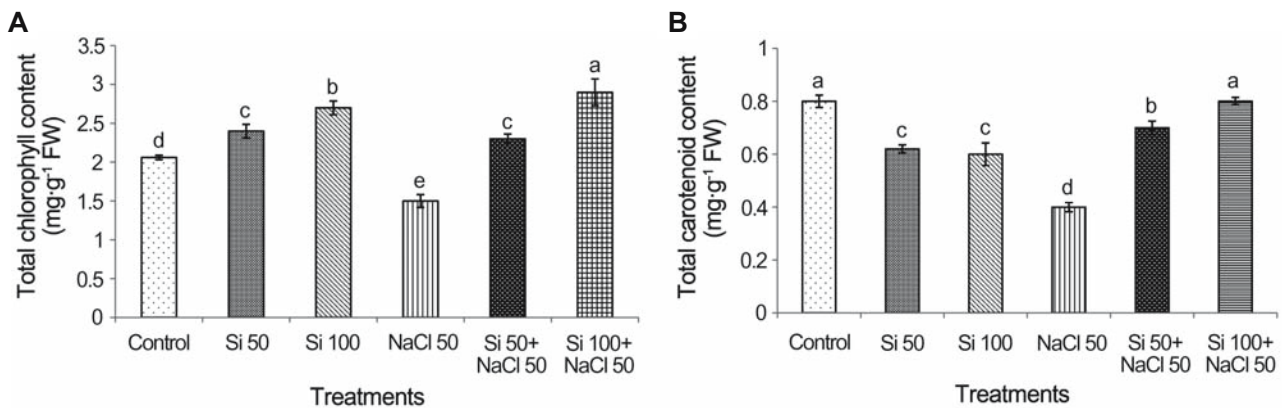 A
Total chlorophyll content
(mg·g⁻¹ FW)
3.5
3
2.5
2
1.5
1
0.5
0
d
c
b
e
c
a
Control
Si 50
Si 100
NaCl 50
Si 50+
NaCl 50
Si 100+
NaCl 50
Treatments
B
Total carotenoid content
(mg·g⁻¹ FW)
1
0.8
0.6
0.4
0.2
0
a
c
c
d
b
a
Control
Si 50
Si 100
NaCl 50
Si 50+
NaCl 50
Si 100+
NaCl 50
Treatments